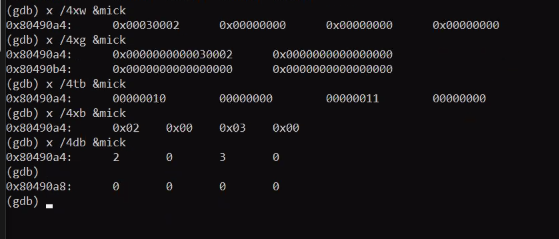 (gdb) x /4xw &mick
0x80490a4: 0x00030002 0x00000000 0x00000000 0x00000000
(gdb) x /4xg &mick
0x80490a4: 0x0000000000030002 0x0000000000000000
0x80490b4: 0x0000000000000000 0x0000000000000000
(gdb) x /4tb &mick
0x80490a4: 00000010 00000000 00000011 00000000
(gdb) x /4xb &mick
0x80490a4: 0x02 0x00 0x03 0x00
(gdb) x /4db &mick
0x80490a4: 2 0 3 0
(gdb)
0x80490a8: 0 0 0 0
(gdb)